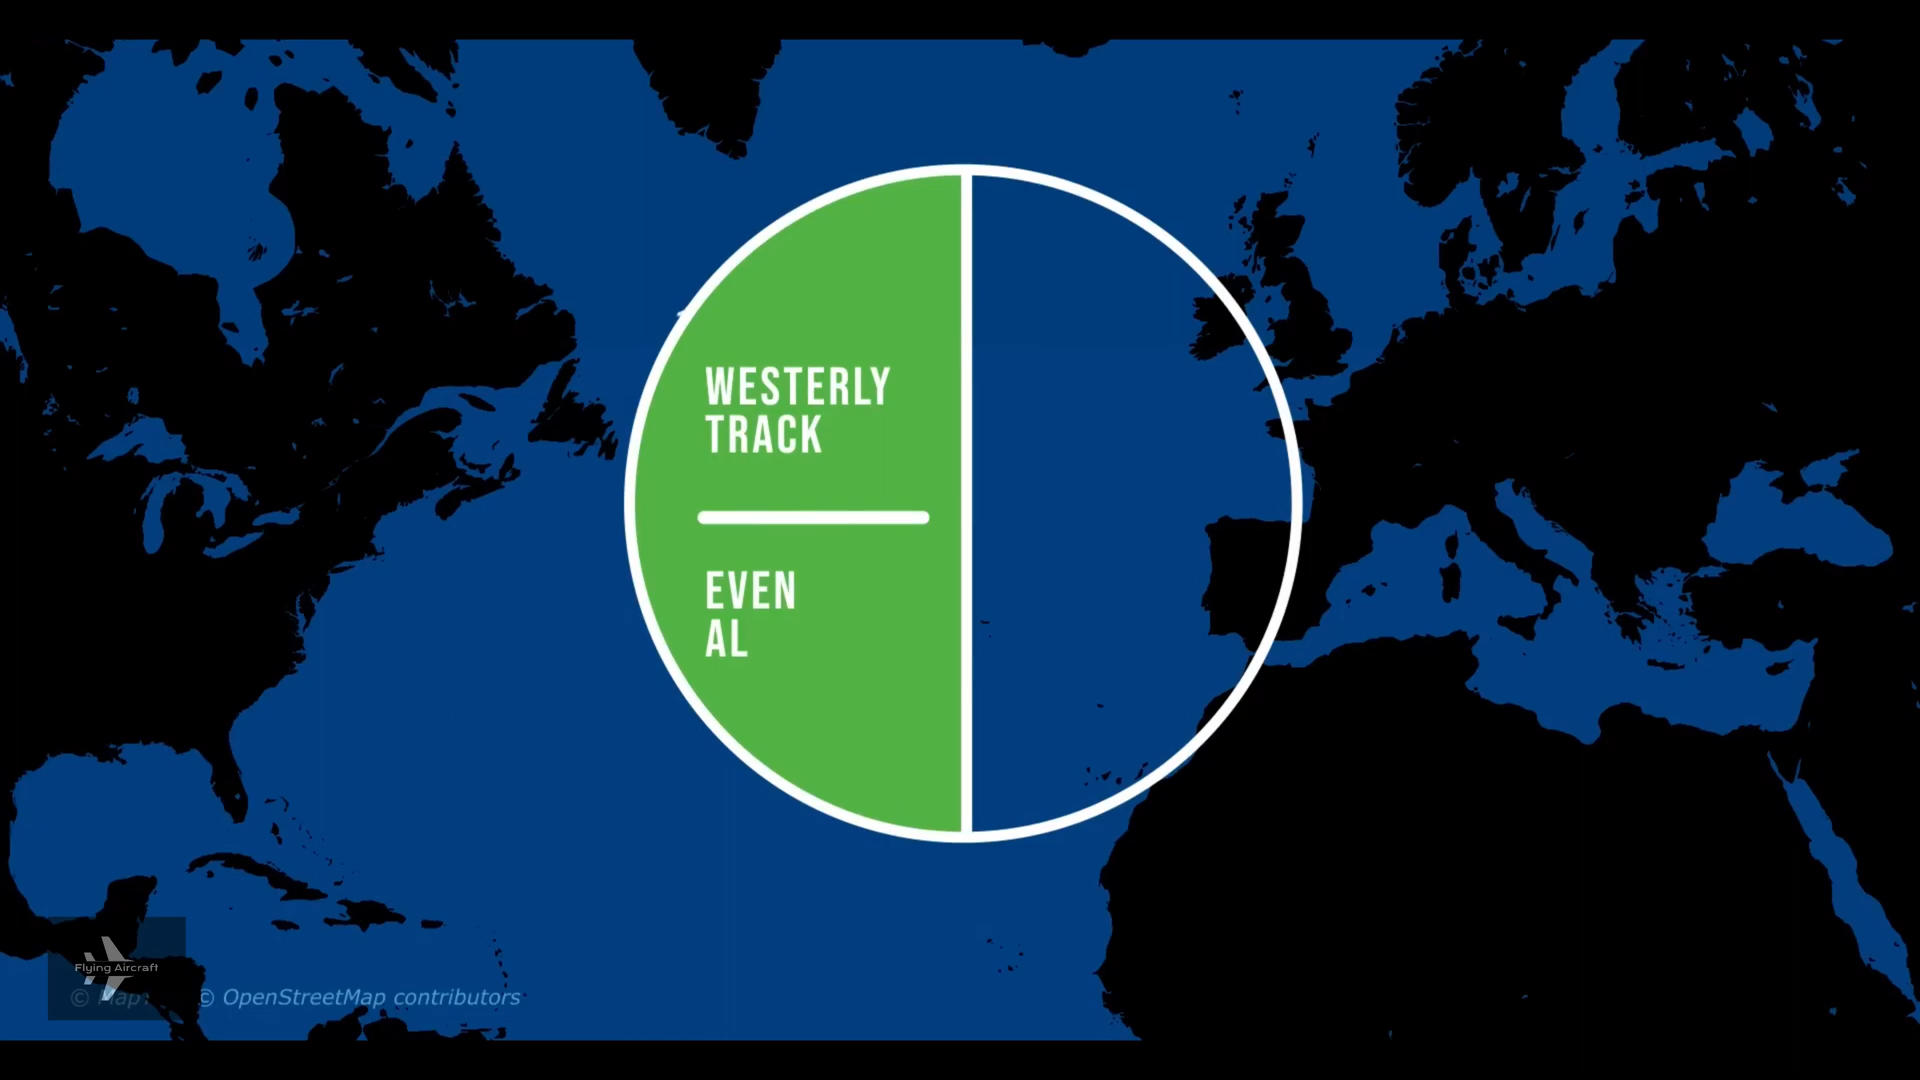 WESTERLY
TRACK
EVEN
AL
Flying Aircraft
© OpenStreetMap contributors